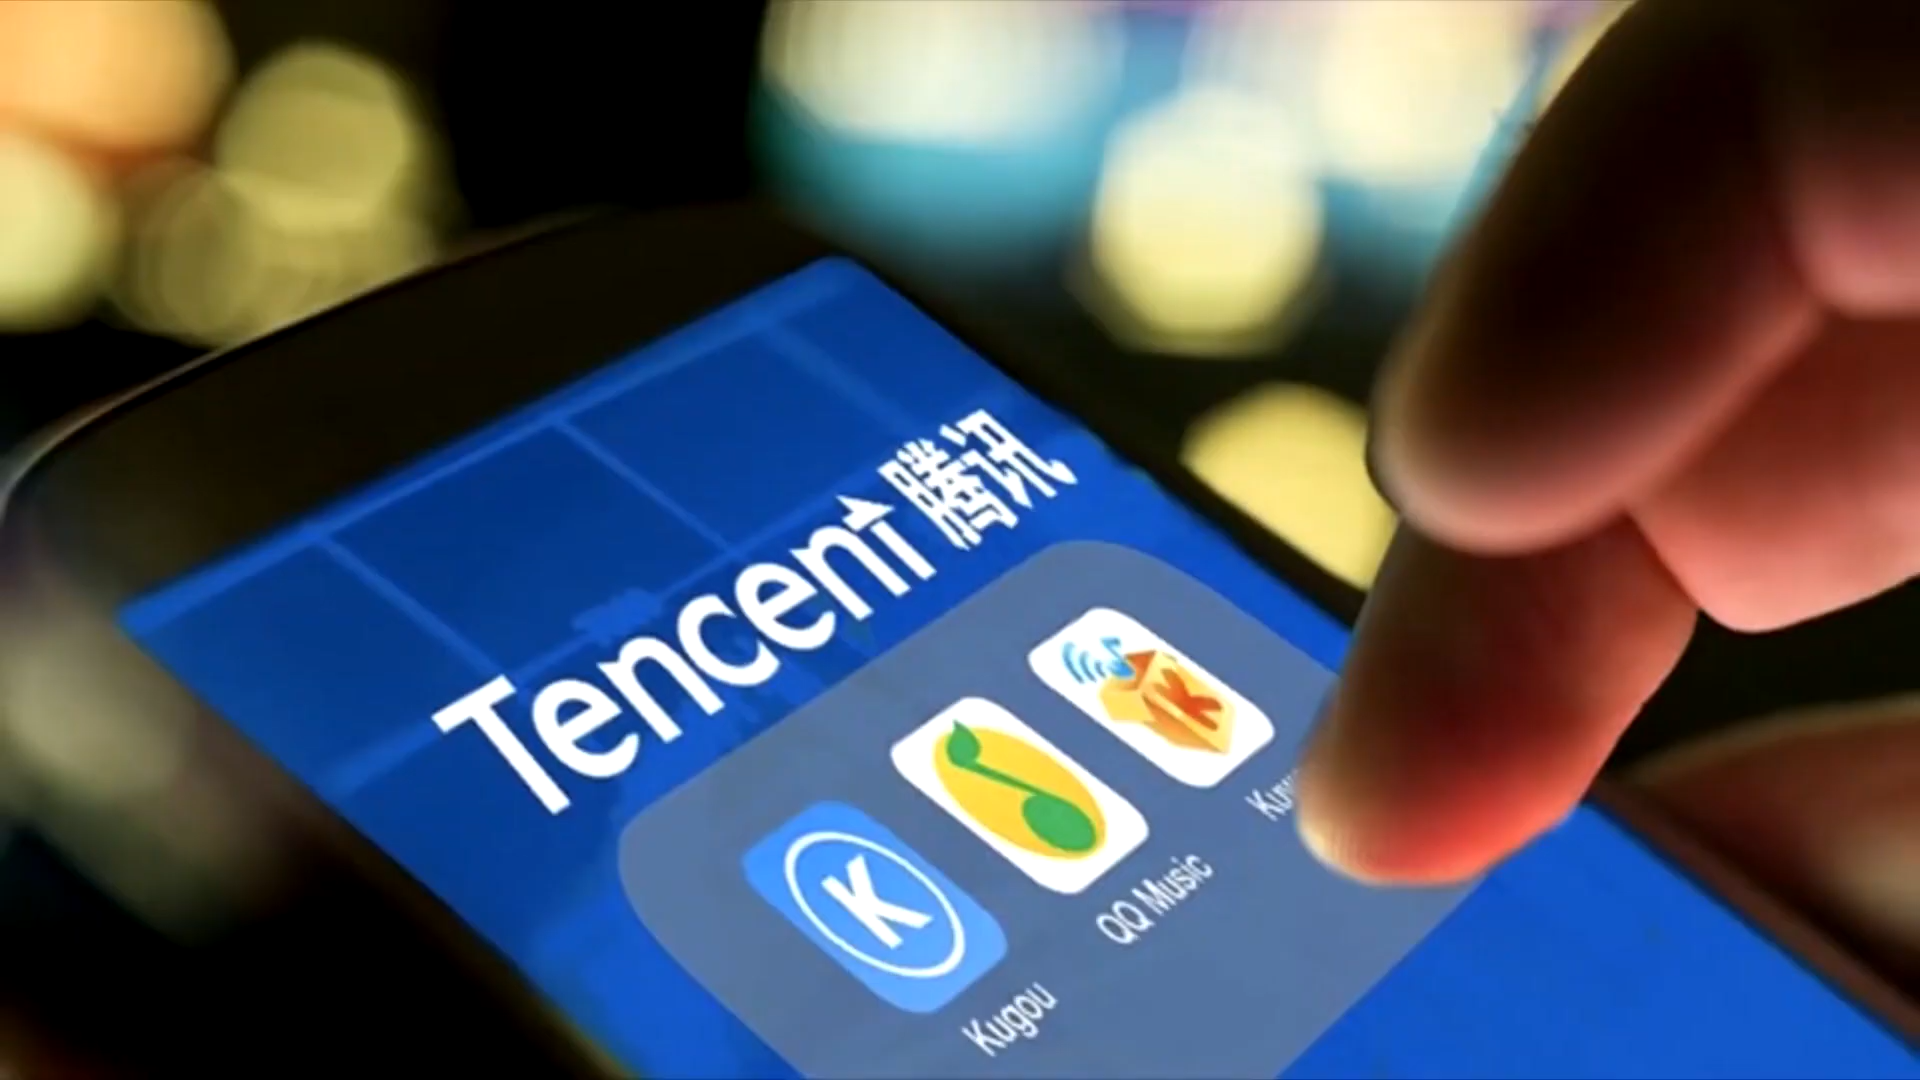 Tencent 腾讯
K
K
Kugou
QQ Music